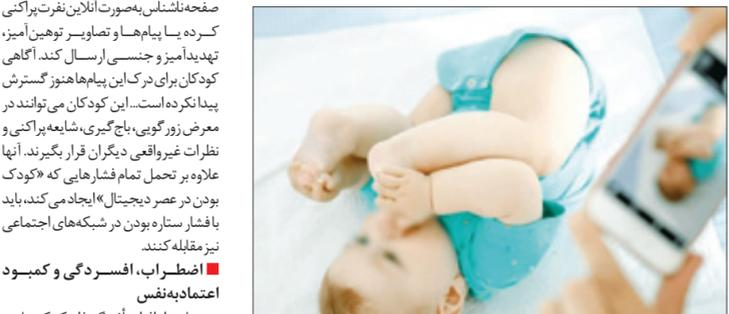 صفحه ناشناس به‌صورت آنلاین نفرت‌پراکنی
کرده یا پیام‌ها و تصاویر توهین‌آمیز،
تهدیدآمیز و جنسی ارسال کند. آگاهی
کودکان برای درک این پیام‌ها هنوز گسترش
پیدا نکرده است... این کودکان می‌توانند در
معرض زورگویی، باج‌گیری، شایعه‌پراکنی و
نظرات غیرواقعی دیگران قرار بگیرند. آنها
علاوه بر تحمل تمام فشارهایی که «کودک
بودن در عصر دیجیتال» ایجاد می‌کند، باید
با فشار ستاره بودن در شبکه‌های اجتماعی
نیز مقابله کنند.
اضطراب، افسردگی و کمبود
اعتمادبه‌نفس